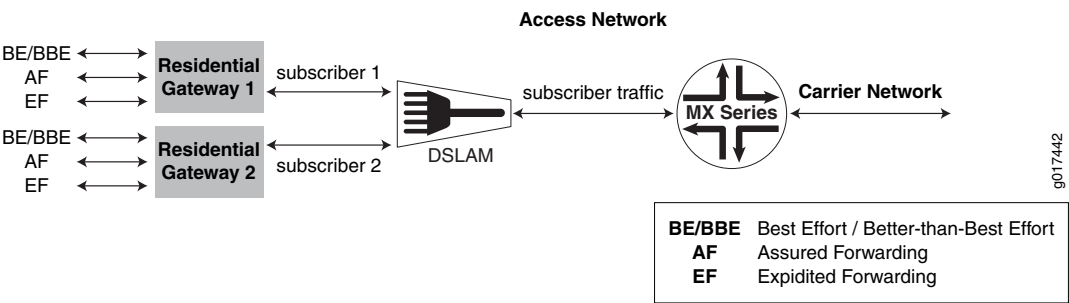 Access Network
BE/BBE
AF
EF
Residential
Gateway 1
subscriber 1
BE/BBE
AF
EF
Residential
Gateway 2
subscriber 2
DSLAM
subscriber traffic
MX Series
Carrier Network
g017442
BE/BBE Best Effort / Better-than-Best Effort
AF Assured Forwarding
EF Expidited Forwarding